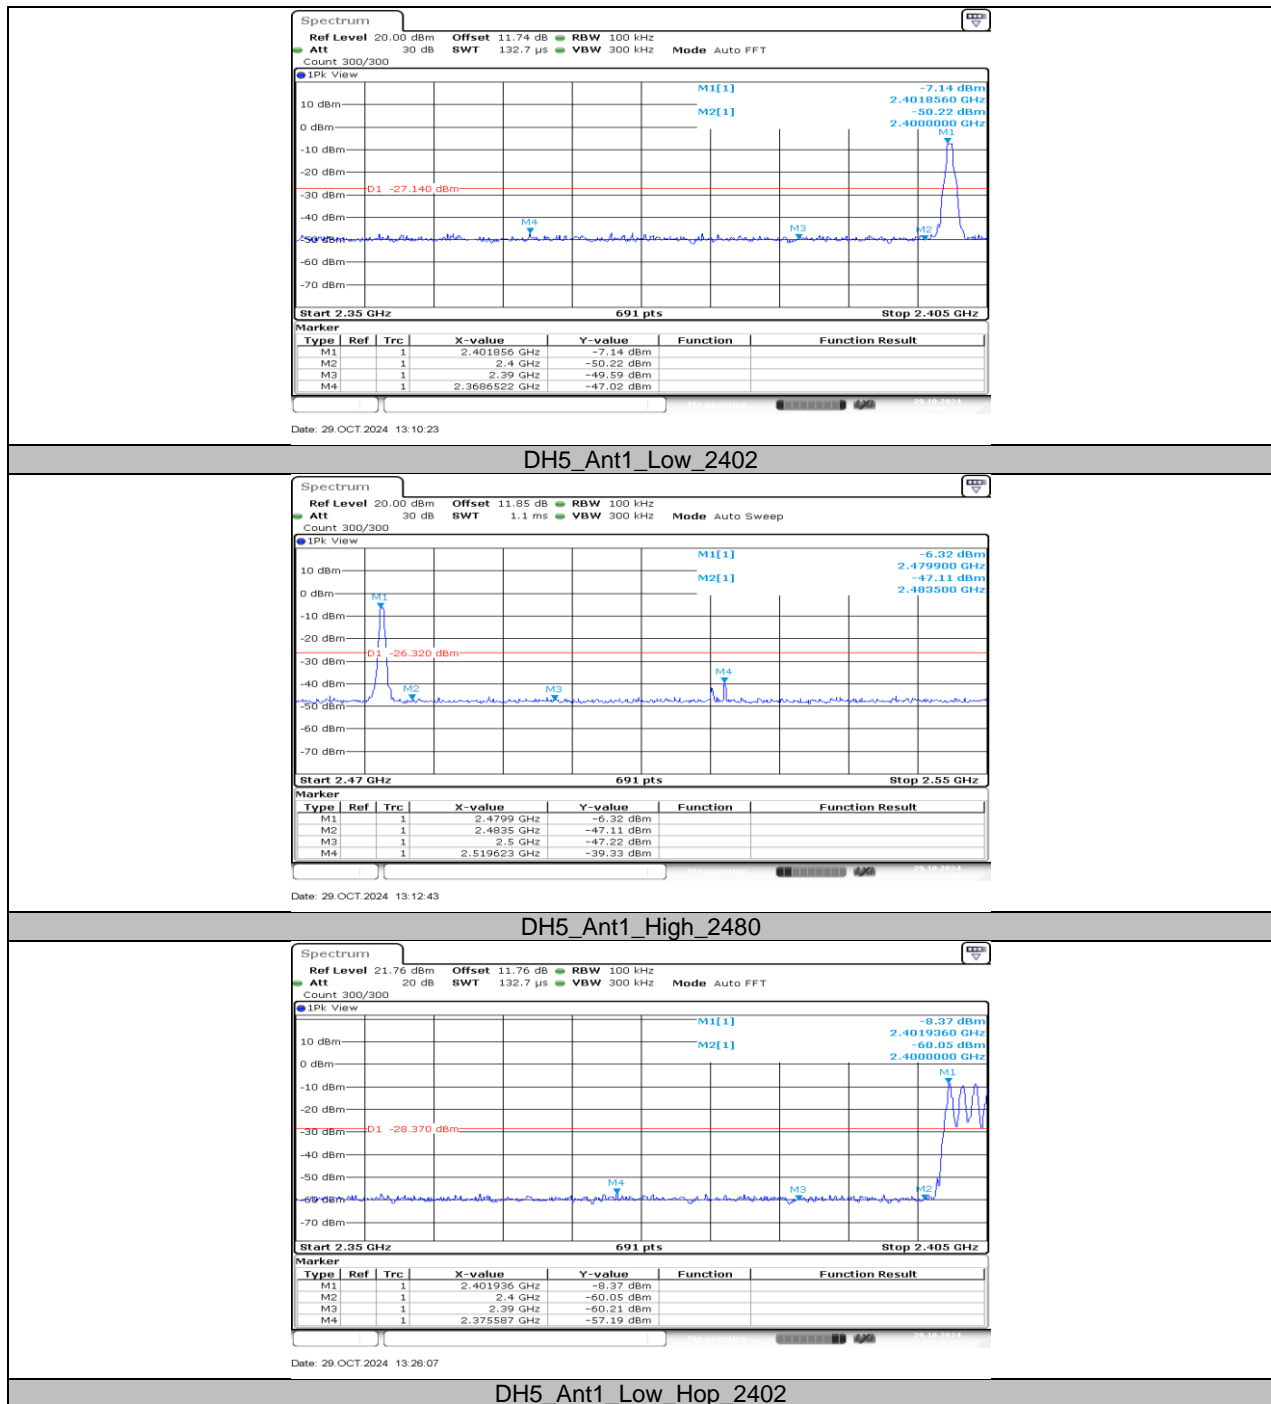 Spectrum
Ref Level 20.00 dBm Offset 11.74 dB RBW 100 kHz
Att 30 dB SWT 132.7 µs VBW 300 kHz Mode Auto FFT
Count 300/300
1Pk View
M1[1] -7.14 dBm
2.4018560 GHz
M2[1] -50.22 dBm
2.4000000 GHz
10 dBm
0 dBm
M1
-10 dBm
-20 dBm
D1 -27.140 dBm
-30 dBm
-40 dBm
M4
M3
M2
-50 dBm
-60 dBm
-70 dBm
Start 2.35 GHz 691 pts Stop 2.405 GHz
Marker
Type Ref Trc X-value Y-value Function Function Result
M1 1 2.401856 GHz -7.14 dBm
M2 1 2.4 GHz -50.22 dBm
M3 1 2.39 GHz -49.59 dBm
M4 1 2.3686522 GHz -47.02 dBm
Measuring 29.10.2024
Date: 29.OCT.2024 13:10:23
DH5_Ant1_Low_2402
Spectrum
Ref Level 20.00 dBm Offset 11.85 dB RBW 100 kHz
Att 30 dB SWT 1.1 ms VBW 300 kHz Mode Auto Sweep
Count 300/300
1Pk View
M1[1] -6.32 dBm
2.479900 GHz
M2[1] -47.11 dBm
2.483500 GHz
10 dBm
0 dBm
M1
-10 dBm
-20 dBm
D1 -26.320 dBm
-30 dBm
M4
-40 dBm
M2
M3
-50 dBm
-60 dBm
-70 dBm
Start 2.47 GHz 691 pts Stop 2.55 GHz
Marker
Type Ref Trc X-value Y-value Function Function Result
M1 1 2.4799 GHz -6.32 dBm
M2 1 2.4835 GHz -47.11 dBm
M3 1 2.5 GHz -47.22 dBm
M4 1 2.519623 GHz -39.33 dBm
Measuring 29.10.2024
Date: 29.OCT.2024 13:12:43
DH5_Ant1_High_2480
Spectrum
Ref Level 21.76 dBm Offset 11.76 dB RBW 100 kHz
Att 20 dB SWT 132.7 µs VBW 300 kHz Mode Auto FFT
Count 300/300
1Pk View
M1[1] -8.37 dBm
2.4019360 GHz
M2[1] -60.05 dBm
2.4000000 GHz
10 dBm
0 dBm
M1
-10 dBm
-20 dBm
D1 -28.370 dBm
-30 dBm
-40 dBm
-50 dBm
M4
M3
M2
-60 dBm
-70 dBm
Start 2.35 GHz 691 pts Stop 2.405 GHz
Marker
Type Ref Trc X-value Y-value Function Function Result
M1 1 2.401936 GHz -8.37 dBm
M2 1 2.4 GHz -60.05 dBm
M3 1 2.39 GHz -60.21 dBm
M4 1 2.375587 GHz -57.19 dBm
Measuring 29.10.2024
Date: 29.OCT.2024 13:26:07
DH5_Ant1_Low_Hop_2402